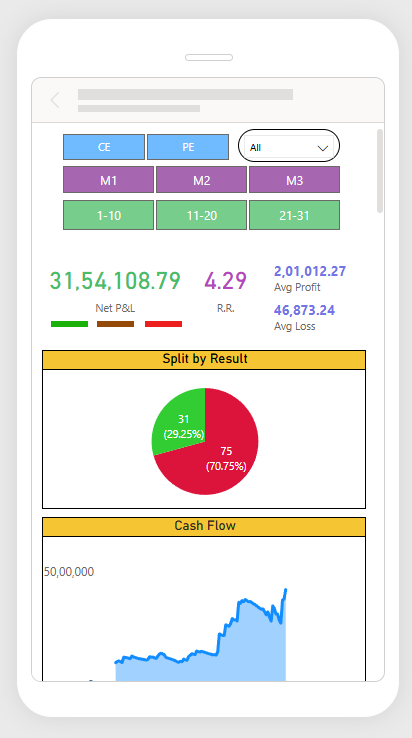 CE PE All
M1 M2 M3
1-10 11-20 21-31
31,54,108.79 4.29 2,01,012.27
Avg Profit
Net P&L R.R. 46,873.24
Avg Loss
Split by Result
31
(29.25%)
75
(70.75%)
Cash Flow
50,00,000